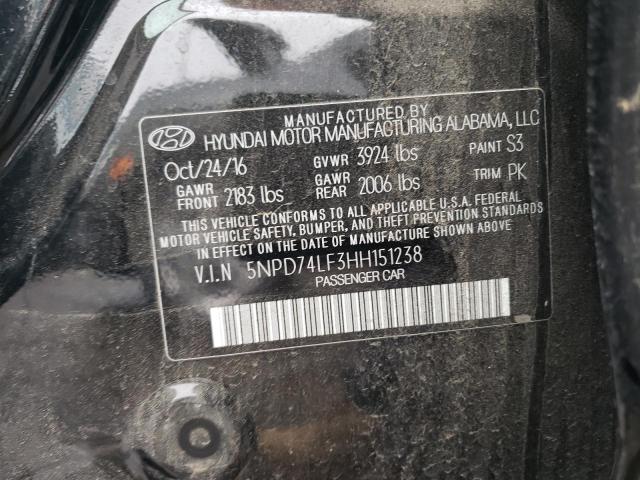 MANUFACTURED BY
HYUNDAI MOTOR MANUFACTURING ALABAMA, LLC
Oct/24/16 GVWR 3924 lbs PAINT S3
GAWR FRONT 2183 lbs GAWR REAR 2006 lbs TRIM PK
THIS VEHICLE CONFORMS TO ALL APPLICABLE U.S.A. FEDERAL
MOTOR VEHICLE SAFETY, BUMPER, AND THEFT PREVENTION STANDARDS
IN EFFECT ON THE DATE OF MANUFACTURE SHOWN ABOVE.
V.I.N 5NPD74LF3HH151238
PASSENGER CAR